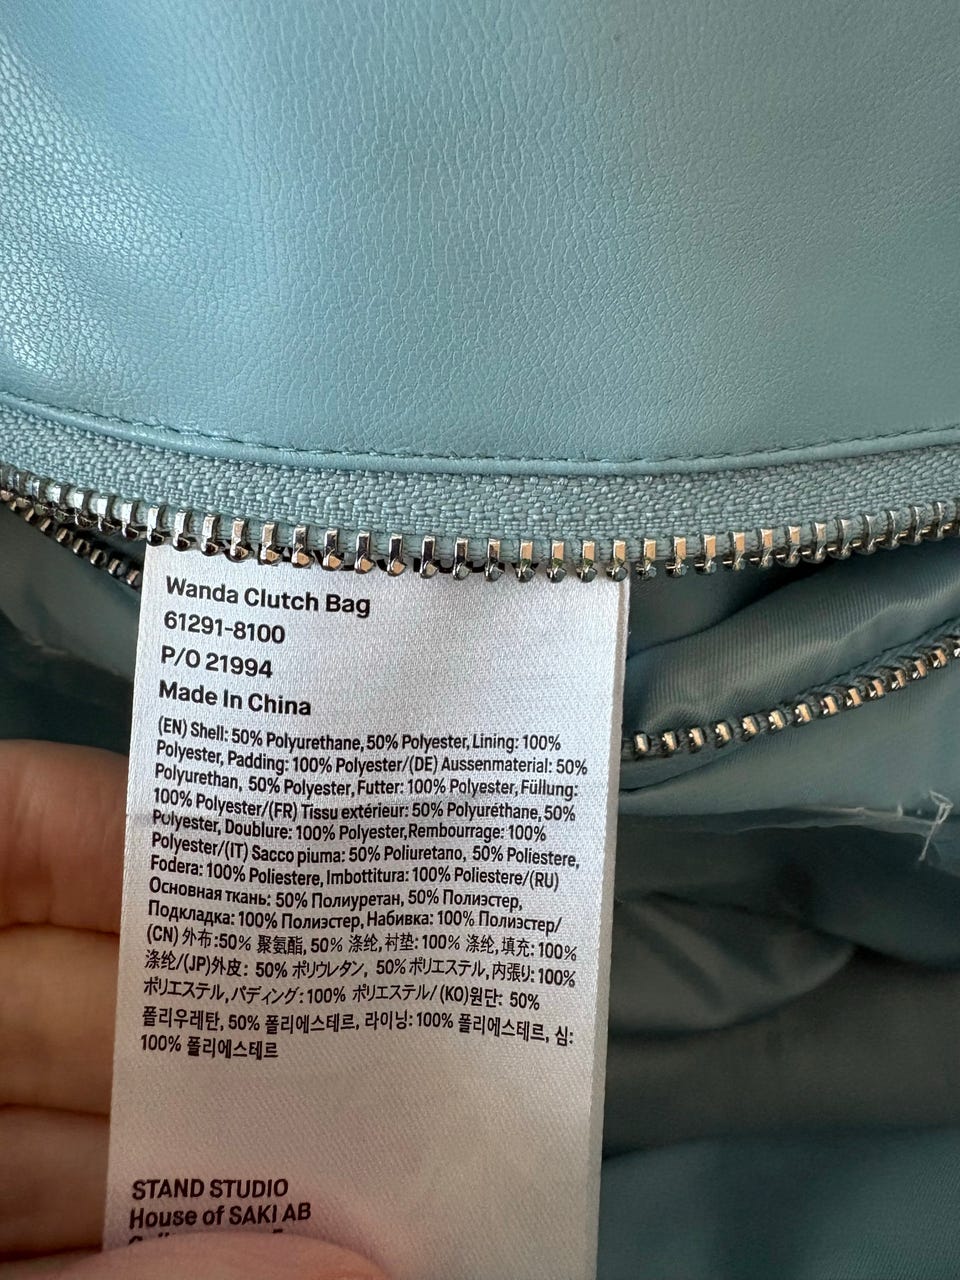 Wanda Clutch Bag
61291-8100
P/O 21994
Made In China
(EN) Shell: 50% Polyurethane, 50% Polyester, Lining: 100%
Polyester, Padding: 100% Polyester/(DE) Aussenmaterial: 50%
Polyurethan, 50% Polyester, Futter: 100% Polyester, Füllung:
100% Polyester/(FR) Tissu extérieur: 50% Polyuréthane, 50%
Polyester, Doublure: 100% Polyester, Rembourrage: 100%
Polyester/(IT) Sacco piuma: 50% Poliuretano, 50% Poliestere,
Fodera: 100% Poliestere, Imbottitura: 100% Poliestere/(RU)
Основная ткань: 50% Полиуретан, 50% Полиэстер,
Подкладка: 100% Полиэстер, Набивка: 100% Полиэстер/
(CN) 外布:50% 聚氨酯, 50% 涤纶, 衬垫: 100% 涤纶, 填充: 100%
涤纶/(JP)外皮: 50% ポリウレタン, 50% ポリエステル, 内張り: 100%
ポリエステル, パディング: 100% ポリエステル/ (KO)원단: 50%
폴리우레탄, 50% 폴리에스테르, 라이닝: 100% 폴리에스테르, 심:
100% 폴리에스테르
STAND STUDIO
House of SAKI AB